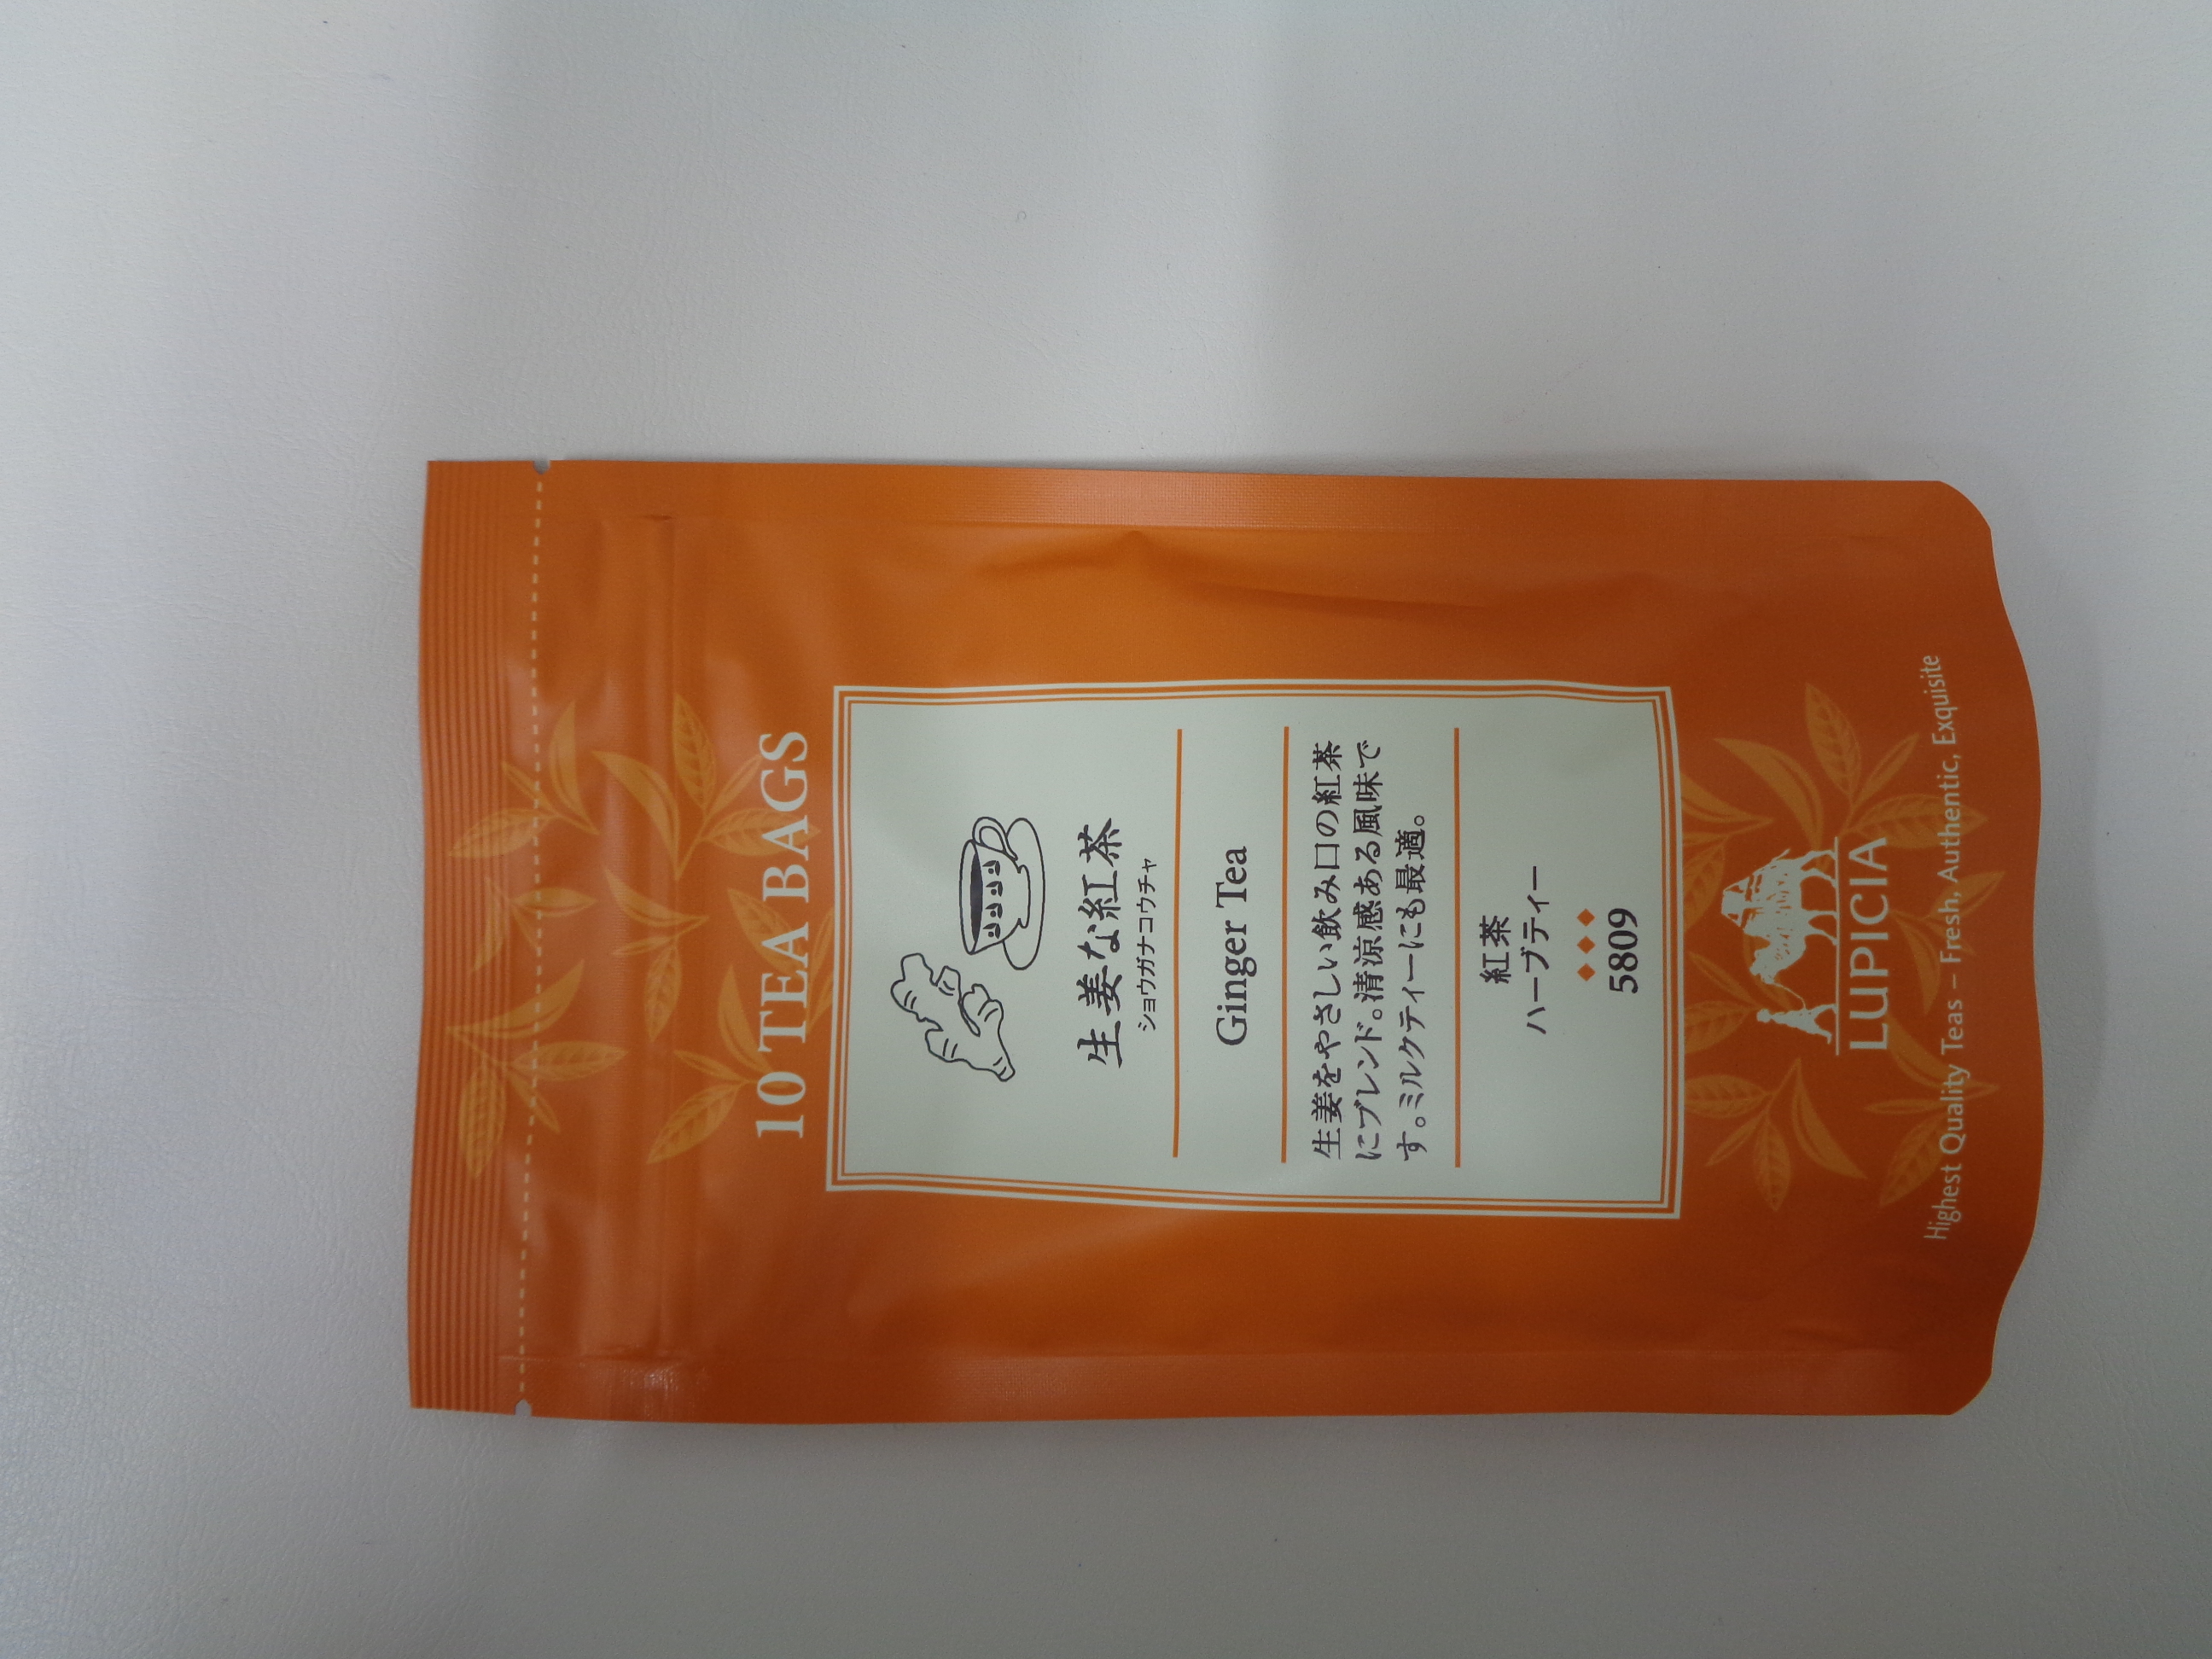 10 TEA BAGS
生姜な紅茶
ショウガナコウチャ
Ginger Tea
生姜をやさしい飲み口の紅茶
にブレンド。清涼感ある風味で
す。ミルクティーにも最適。
紅茶
ハーブティー
5809
LUPICIA
Highest Quality Teas – Fresh, Authentic, Exquisite